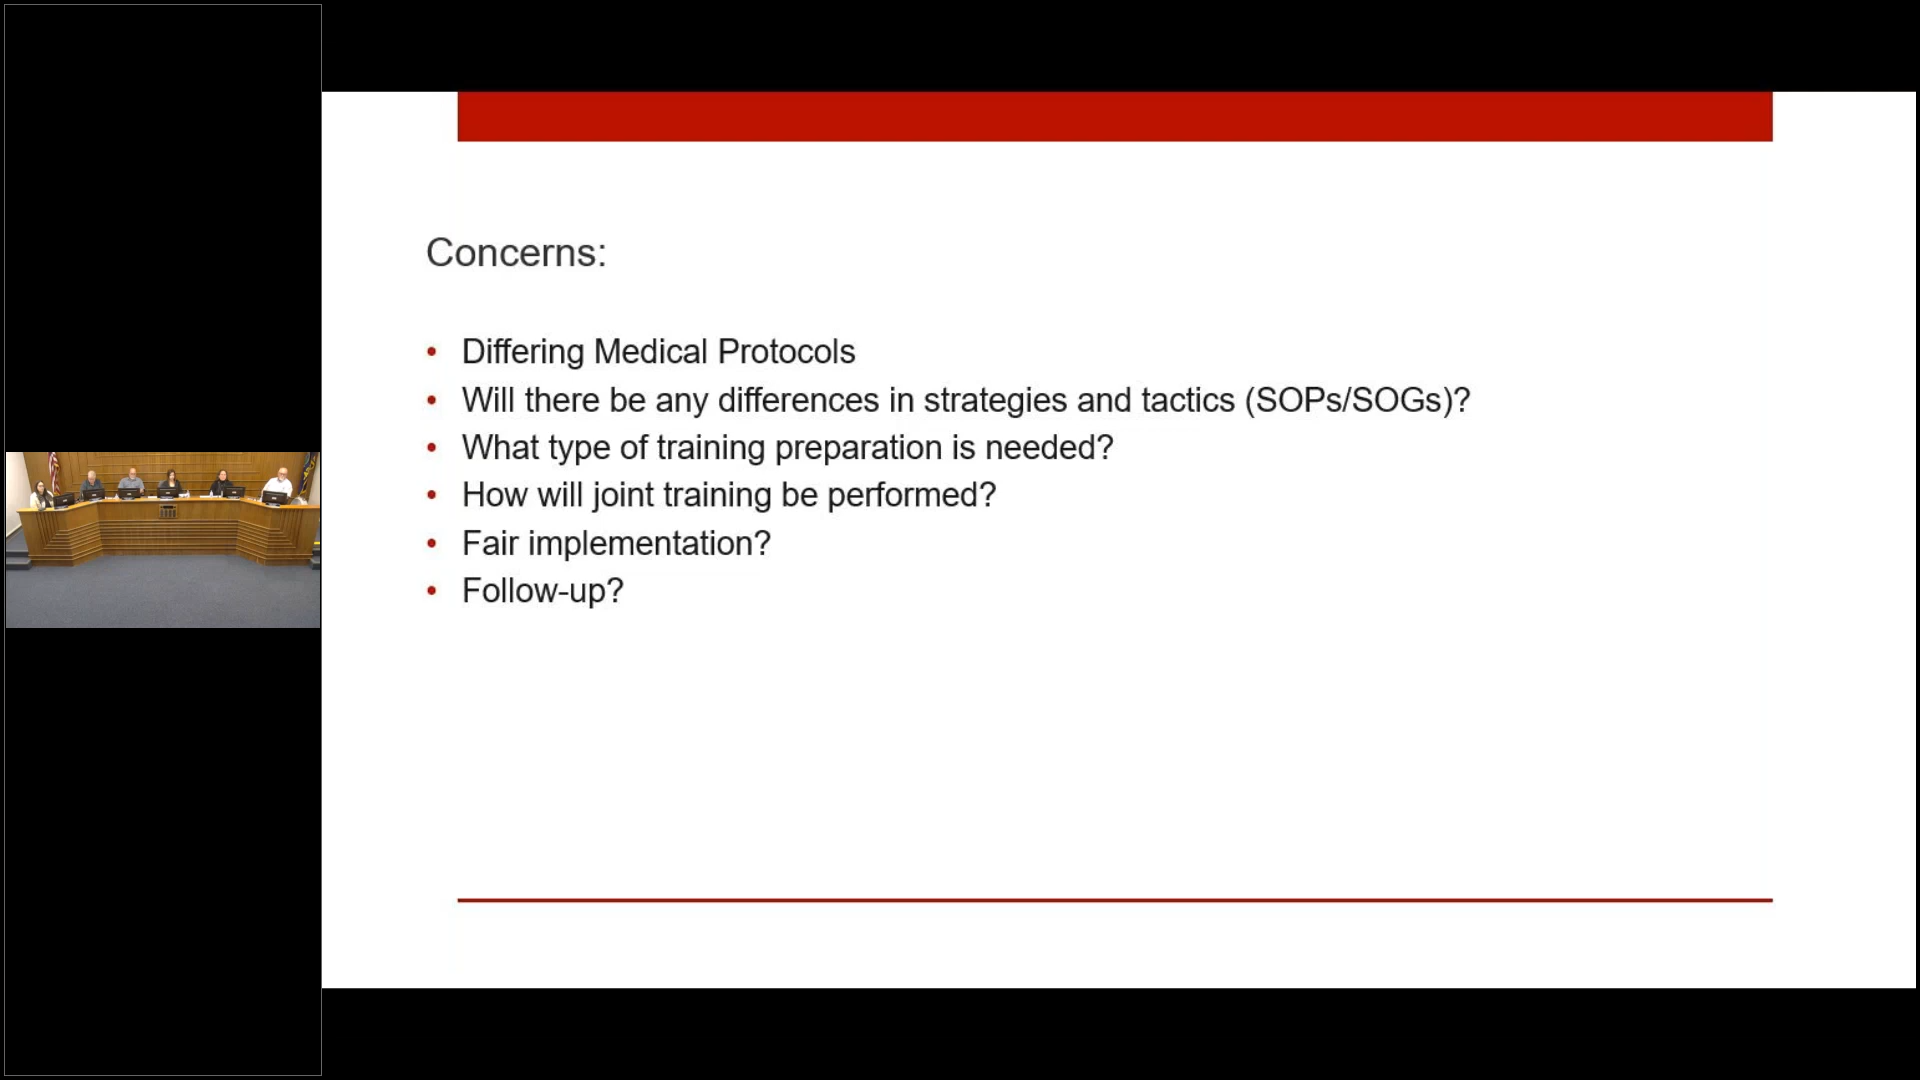 Concerns:
• Differing Medical Protocols
• Will there be any differences in strategies and tactics (SOPs/SOGs)?
• What type of training preparation is needed?
• How will joint training be performed?
• Fair implementation?
• Follow-up?